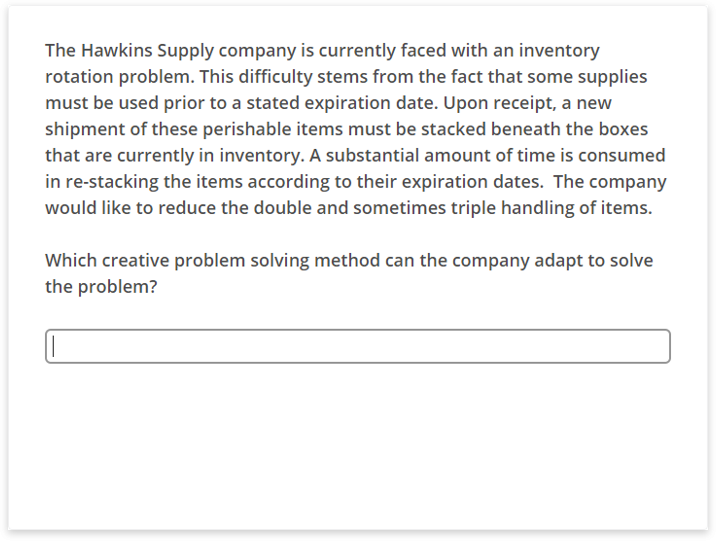 The Hawkins Supply company is currently faced with an inventory
rotation problem. This difficulty stems from the fact that some supplies
must be used prior to a stated expiration date. Upon receipt, a new
shipment of these perishable items must be stacked beneath the boxes
that are currently in inventory. A substantial amount of time is consumed
in re-stacking the items according to their expiration dates.  The company
would like to reduce the double and sometimes triple handling of items.
Which creative problem solving method can the company adapt to solve
the problem?